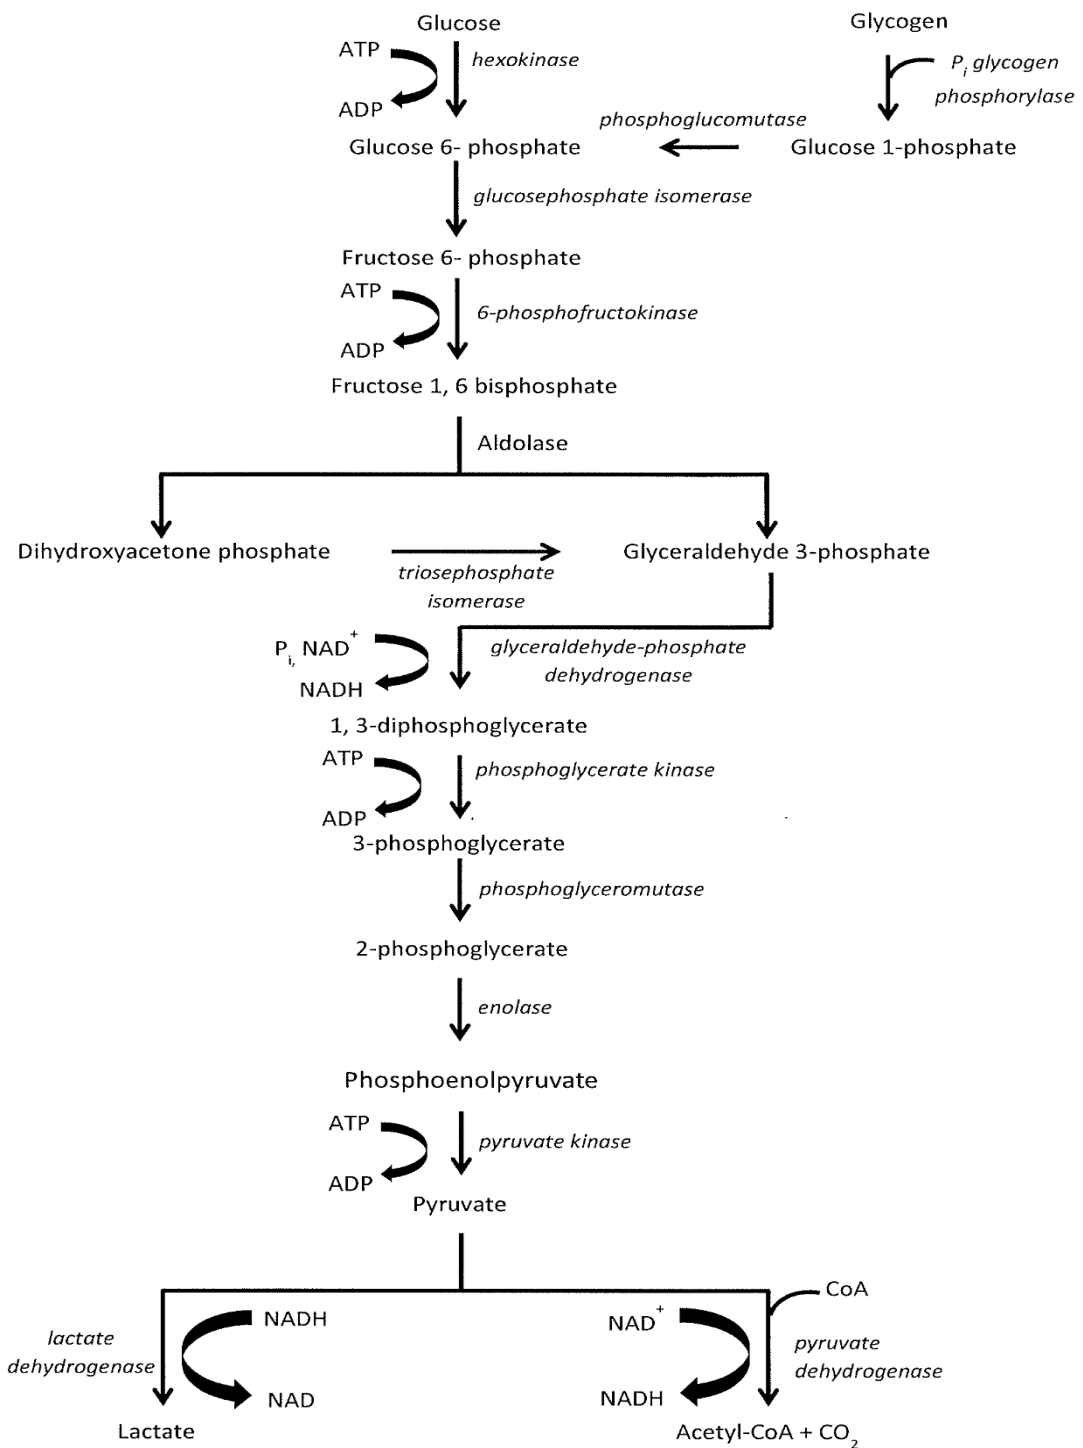 Glucose
Glycogen
ATP
hexokinase
P_i glycogen
ADP
phosphorylase
phosphoglucomutase
Glucose 6- phosphate
Glucose 1-phosphate
glucosephosphate isomerase
Fructose 6- phosphate
ATP
6-phosphofructokinase
ADP
Fructose 1, 6 bisphosphate
Aldolase
Dihydroxyacetone phosphate
Glyceraldehyde 3-phosphate
triosephosphate
isomerase
P_i, NAD^+
glyceraldehyde-phosphate
NADH
dehydrogenase
1, 3-diphosphoglycerate
ATP
phosphoglycerate kinase
ADP
3-phosphoglycerate
phosphoglyceromutase
2-phosphoglycerate
enolase
Phosphoenolpyruvate
ATP
pyruvate kinase
ADP
Pyruvate
CoA
NADH
NAD^+
lactate
dehydrogenase
pyruvate
dehydrogenase
NAD
NADH
Lactate
Acetyl-CoA + CO_2